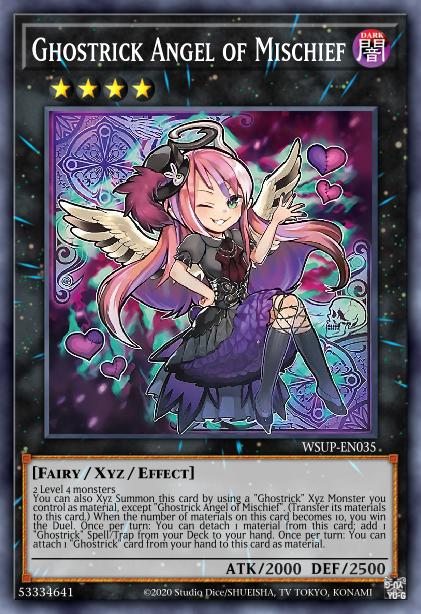 GHOSTRICK ANGEL OF MISCHIEF
DARK
闇
WSUP-EN035
[FAIRY / XYZ / EFFECT]
2 Level 4 monsters
You can also Xyz Summon this card by using a "Ghostrick" Xyz Monster you
control as material, except "Ghostrick Angel of Mischief". (Transfer its materials
to this card.) When the number of materials on this card becomes 10, you win
the Duel. Once per turn: You can detach 1 material from this card; add 1
"Ghostrick" Spell/Trap from your Deck to your hand. Once per turn: You can
attach 1 "Ghostrick" card from your hand to this card as material.
ATK/2000 DEF/2500
53334641
©2020 Studio Dice/SHUEISHA, TV TOKYO, KONAMI